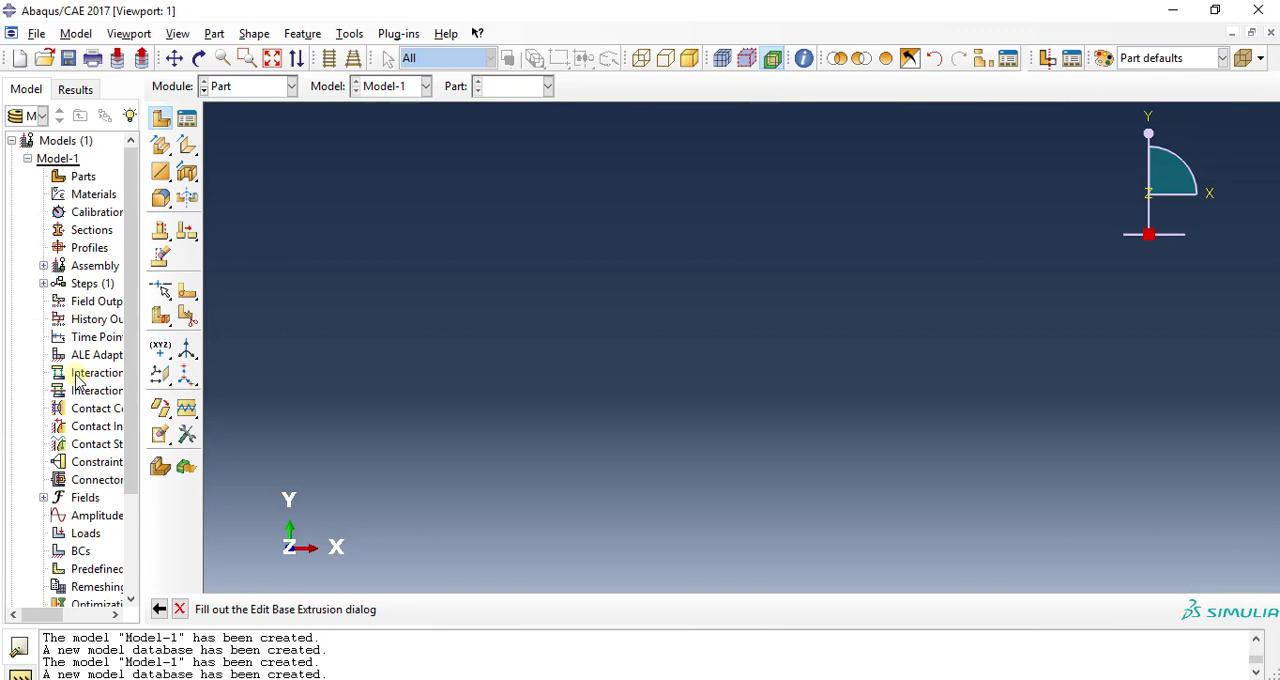 Abaqus/CAE 2017 [Viewport: 1]
File Model Viewport View Part Shape Feature Tools Plug-ins Help
All Part defaults
Model Results Module: Part Model: Model-1 Part:
M
Models (1)
Model-1
Parts
Materials
Calibration
Sections
Profiles
Assembly
Steps (1)
Field Outp
History Ou
Time Poin
ALE Adapt
Interaction
Interaction
Contact Co
Contact In
Contact St
Constraint
Connector
Fields
Amplitude
Loads
BCs
Predefined
Remeshing
Optimizati
(XYZ)
Y
Z X
Y
Z X
Fill out the Edit Base Extrusion dialog
SIMULIA
The model "Model-1" has been created.
A new model database has been created.
The model "Model-1" has been created.
A new model database has been created.